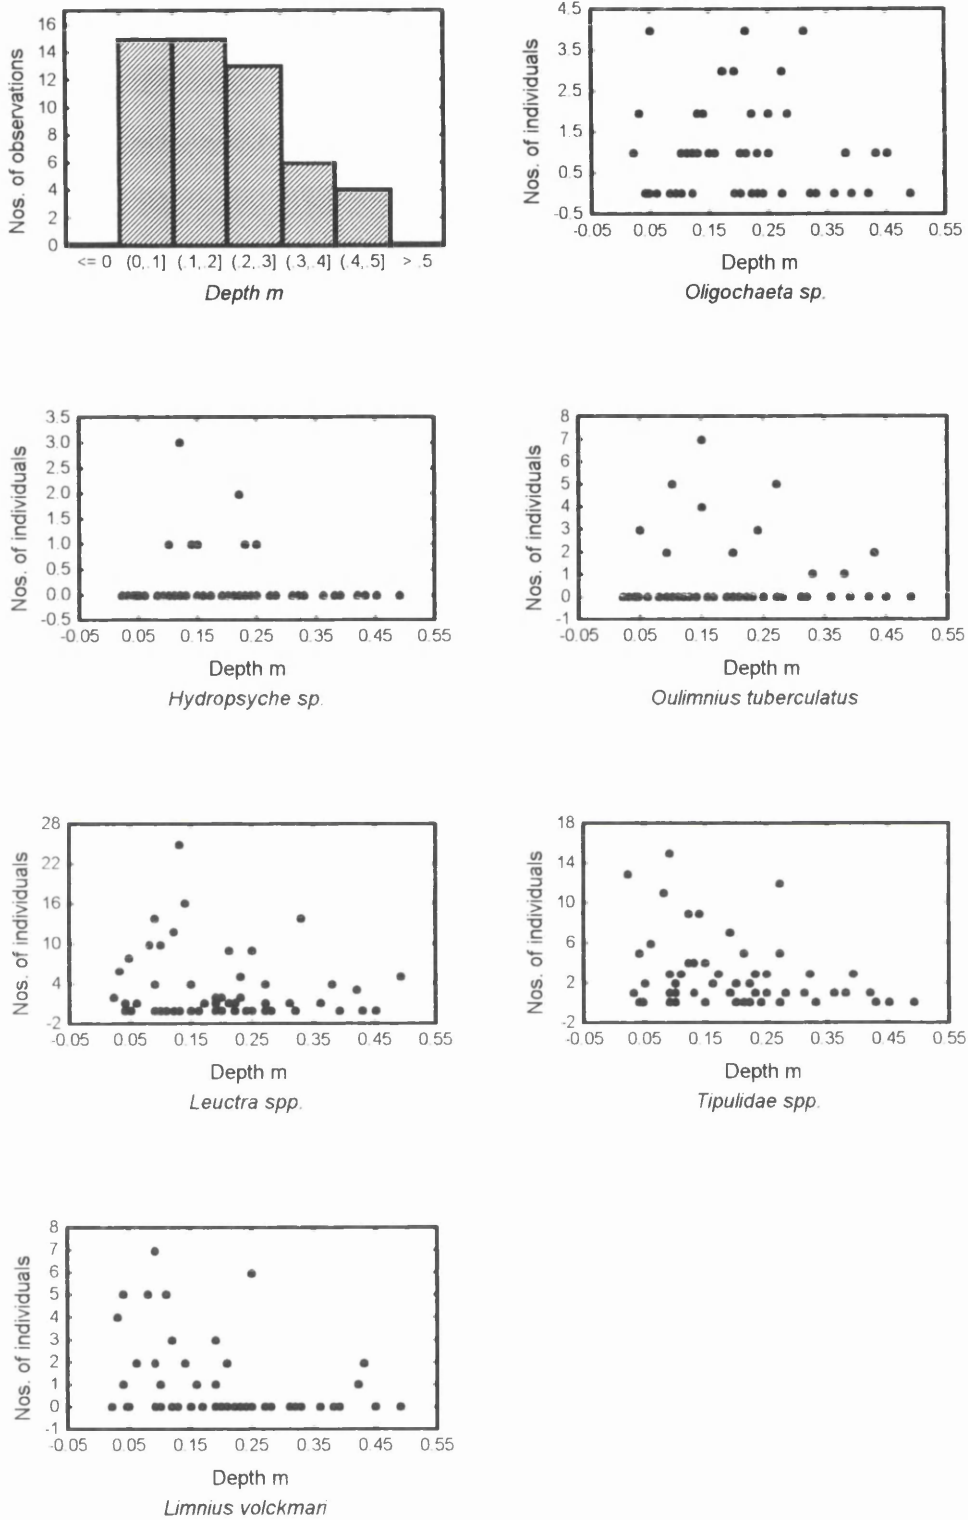 Nos. of observations
16
14
12
10
8
6
4
2
0
<= 0 (0,.1] (.1,.2] (.2,.3] (.3,.4] (.4,.5] > .5
Depth m
Nos. of individuals
4.5
3.5
2.5
1.5
0.5
-0.5
-0.05 0.05 0.15 0.25 0.35 0.45 0.55
Depth m
Oligochaeta sp.
Nos. of individuals
3.5
3.0
2.5
2.0
1.5
1.0
0.5
0.0
-0.5
-0.05 0.05 0.15 0.25 0.35 0.45 0.55
Depth m
Hydropsyche sp.
Nos. of individuals
8
7
6
5
4
3
2
1
0
-1
-0.05 0.05 0.15 0.25 0.35 0.45 0.55
Depth m
Oulimnius tuberculatus
Nos. of individuals
28
22
16
10
4
-2
-0.05 0.05 0.15 0.25 0.35 0.45 0.55
Depth m
Leuctra spp.
Nos. of individuals
18
14
10
6
2
-2
-0.05 0.05 0.15 0.25 0.35 0.45 0.55
Depth m
Tipulidae spp.
Nos. of individuals
8
7
6
5
4
3
2
1
0
-1
-0.05 0.05 0.15 0.25 0.35 0.45 0.55
Depth m
Limnius volckmari